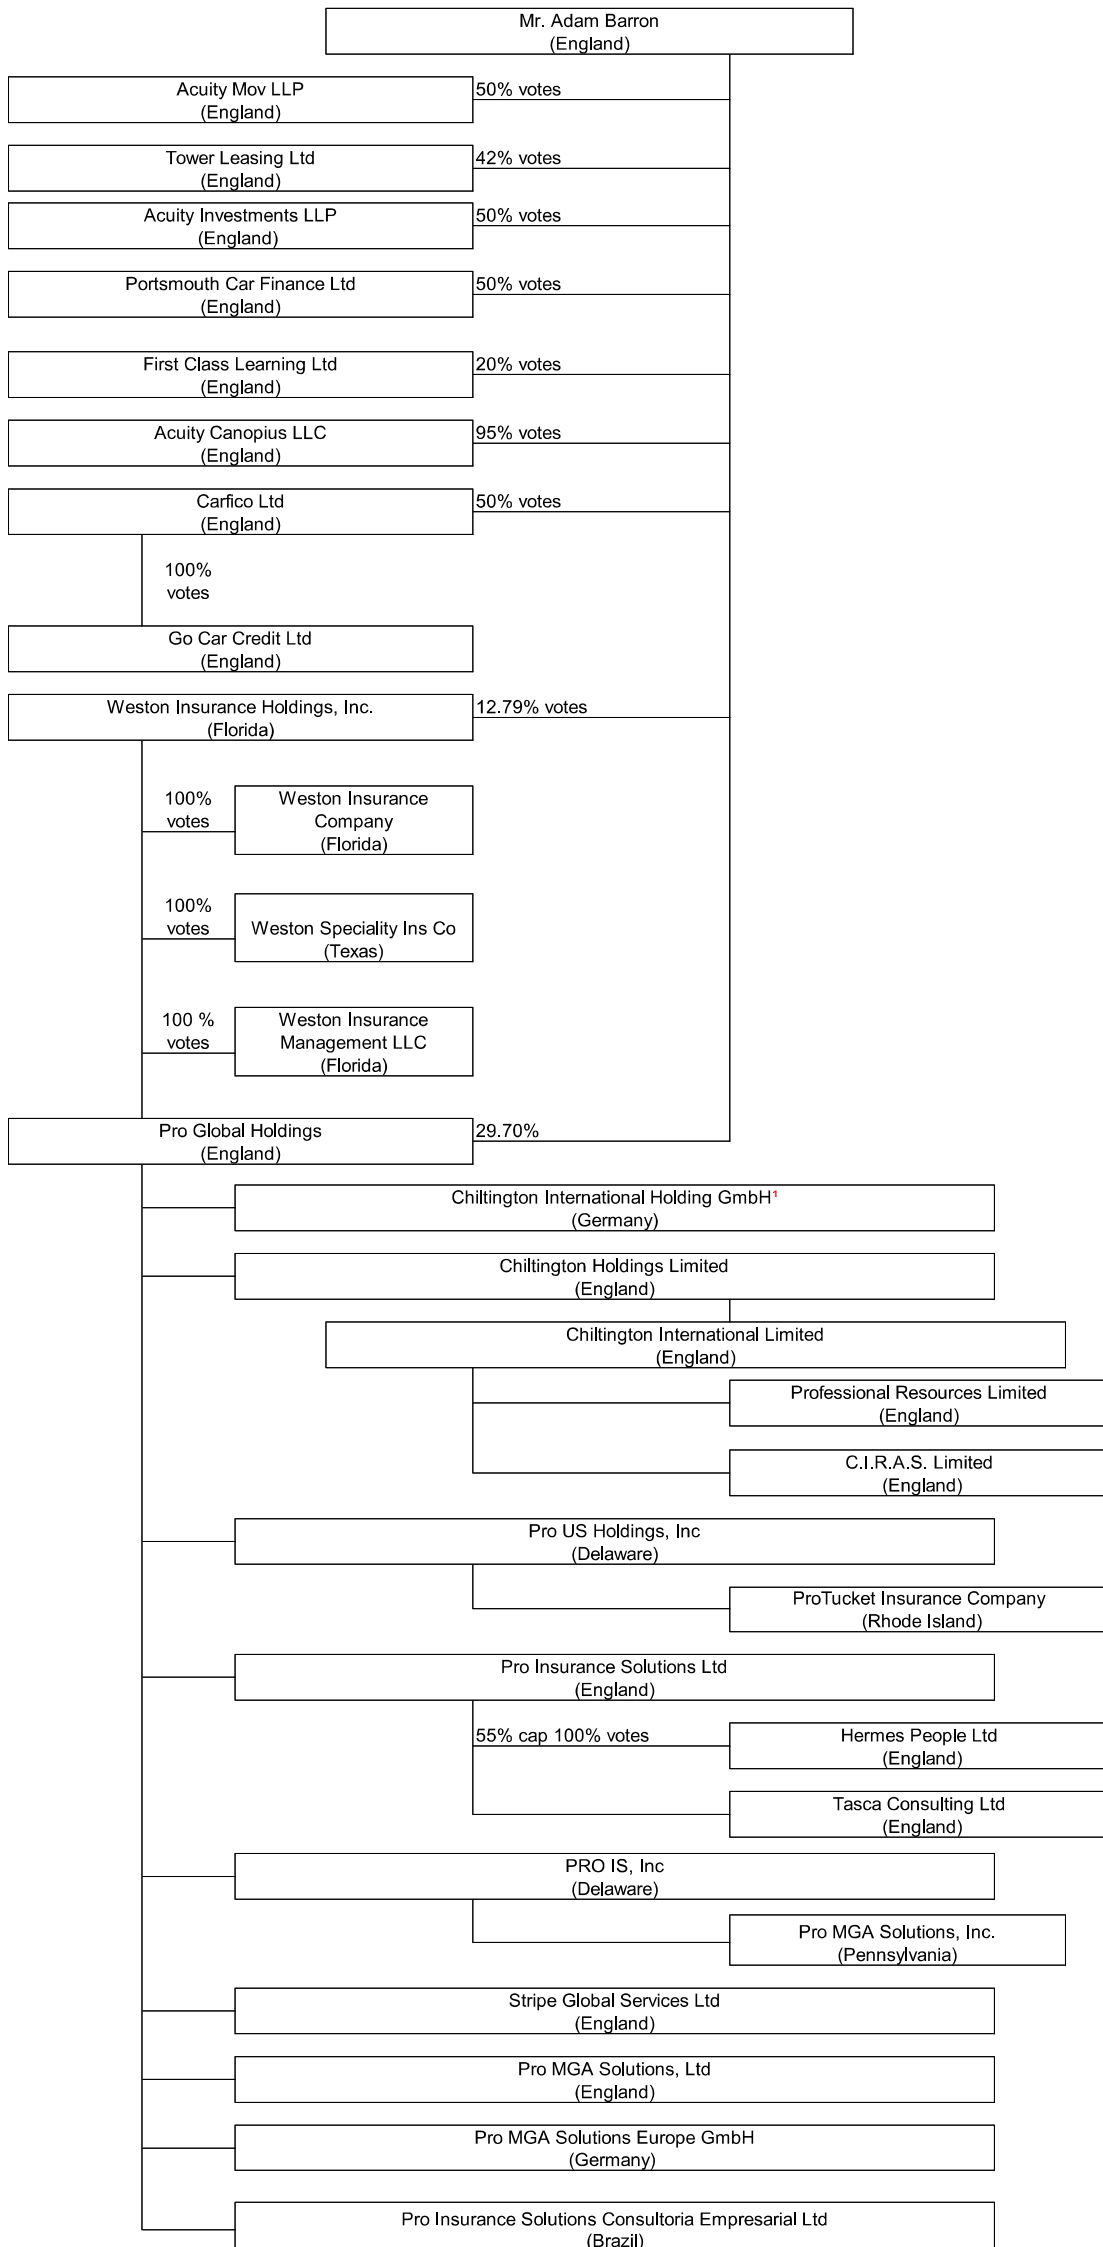 Mr. Adam Barron
(England)
Acuity Mov LLP
(England)
50% votes
Tower Leasing Ltd
(England)
42% votes
Acuity Investments LLP
(England)
50% votes
Portsmouth Car Finance Ltd
(England)
50% votes
First Class Learning Ltd
(England)
20% votes
Acuity Canopius LLC
(England)
95% votes
Carfico Ltd
(England)
50% votes
100%
votes
Go Car Credit Ltd
(England)
Weston Insurance Holdings, Inc.
(Florida)
12.79% votes
100%
votes
Weston Insurance
Company
(Florida)
100%
votes
Weston Speciality Ins Co
(Texas)
100 %
votes
Weston Insurance
Management LLC
(Florida)
Pro Global Holdings
(England)
29.70%
Chiltington International Holding GmbH¹
(Germany)
Chiltington Holdings Limited
(England)
Chiltington International Limited
(England)
Professional Resources Limited
(England)
C.I.R.A.S. Limited
(England)
Pro US Holdings, Inc
(Delaware)
ProTucket Insurance Company
(Rhode Island)
Pro Insurance Solutions Ltd
(England)
55% cap 100% votes
Hermes People Ltd
(England)
Tasca Consulting Ltd
(England)
PRO IS, Inc
(Delaware)
Pro MGA Solutions, Inc.
(Pennsylvania)
Stripe Global Services Ltd
(England)
Pro MGA Solutions, Ltd
(England)
Pro MGA Solutions Europe GmbH
(Germany)
Pro Insurance Solutions Consultoria Empresarial Ltd
(Brazil)